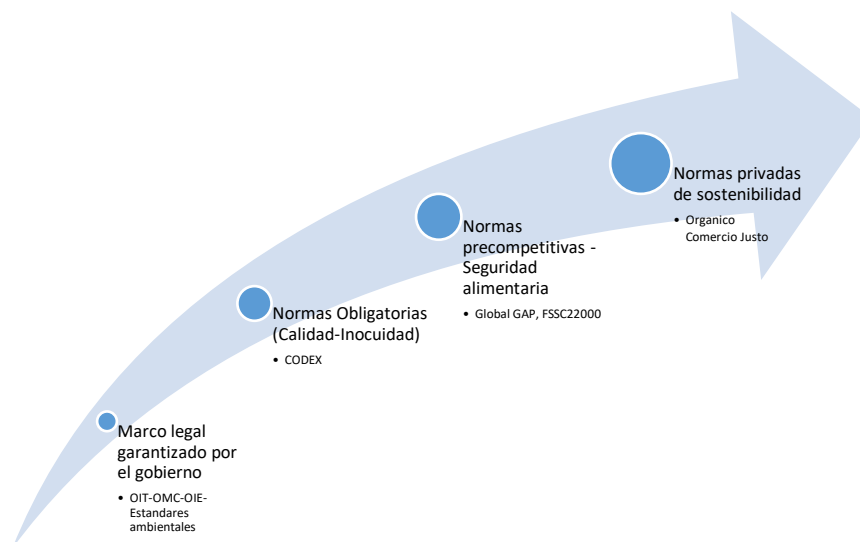 Marco legal
garantizado por
el gobierno
• OIT-OMC-OIE-
Estandares
ambientales
Normas Obligatorias
(Calidad-Inocuidad)
• CODEX
Normas
precompetitivas -
Seguridad
alimentaria
• Global GAP, FSSC22000
Normas privadas
de sostenibilidad
• Organico
Comercio Justo